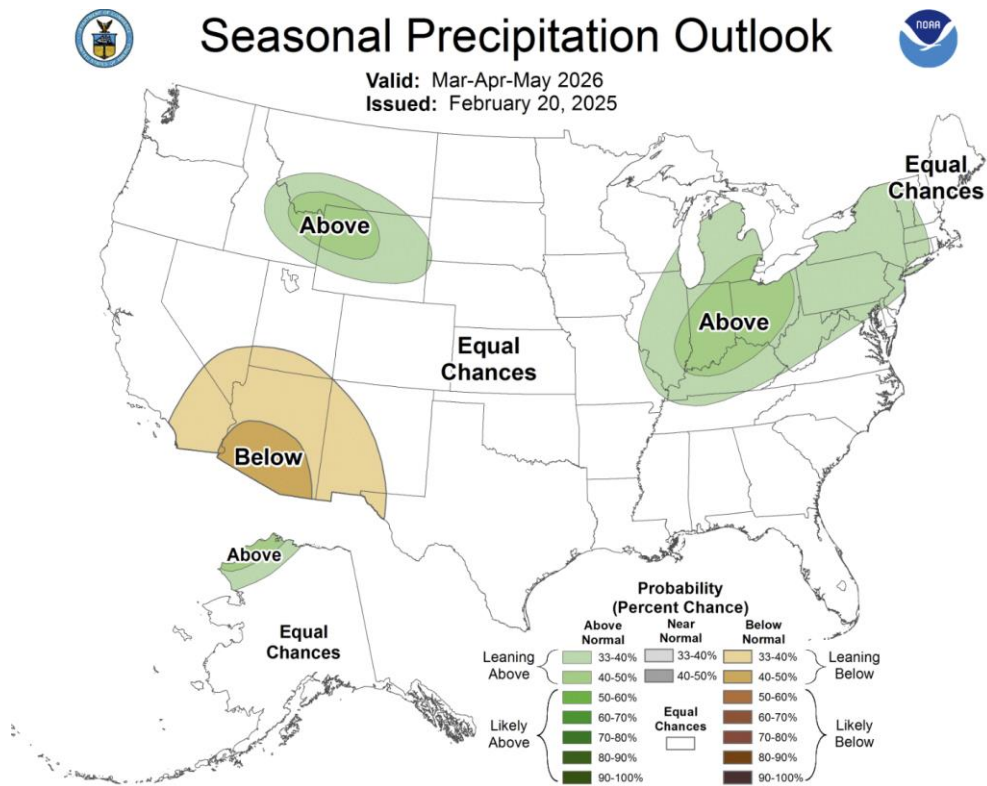 NOAA
Seasonal Precipitation Outlook
Valid: Mar-Apr-May 2026
Issued: February 20, 2025
Equal
Chances
Above
Above
Equal
Chances
Below
Above
Equal
Chances
Probability
(Percent Chance)
Above
Normal
Near
Normal
Below
Normal
Leaning
Above
33-40%
33-40%
33-40%
Leaning
Below
40-50%
40-50%
40-50%
Likely
Above
50-60%
60-70%
70-80%
80-90%
90-100%
Equal
Chances
50-60%
60-70%
70-80%
80-90%
90-100%
Likely
Below